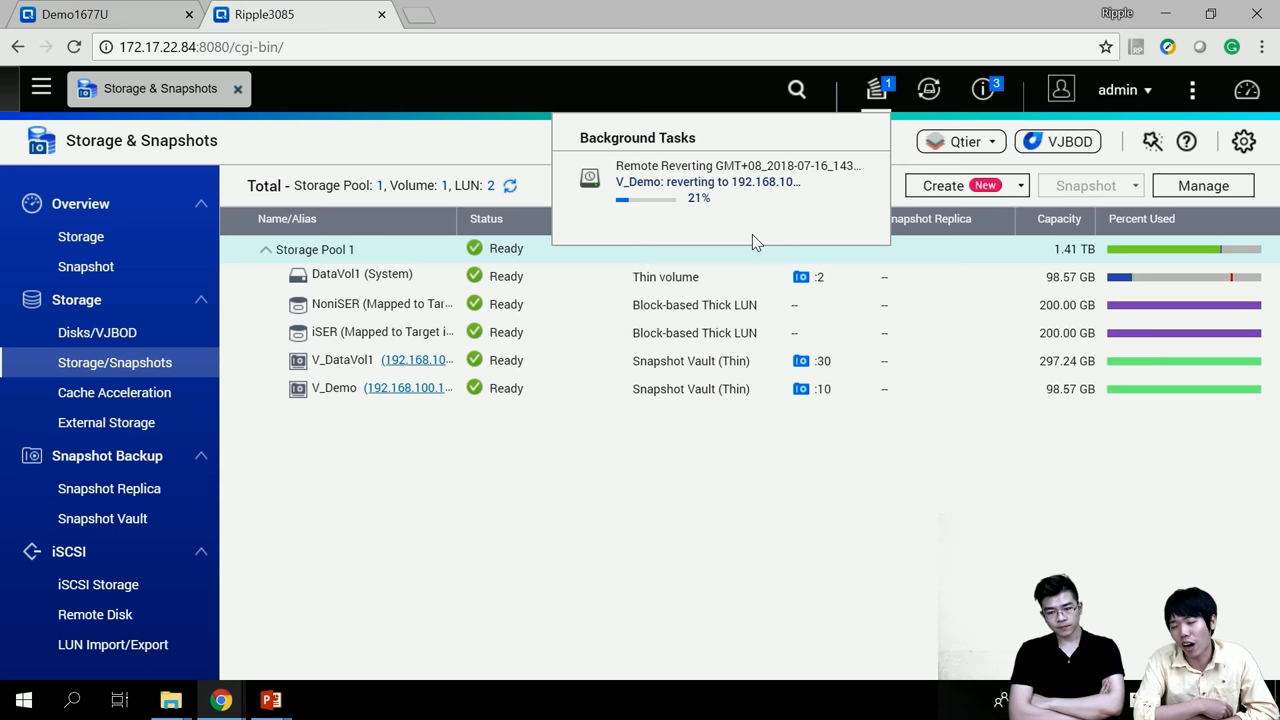 Demo1677U
Ripple3085
Ripple
172.17.22.84:8080/cgi-bin/
RP
Storage & Snapshots
1
3
admin
Storage & Snapshots
Background Tasks
Remote Reverting GMT+08_2018-07-16_143...
V_Demo: reverting to 192.168.10...
21%
Qtier
VJBOD
Total - Storage Pool: 1, Volume: 1, LUN: 2
Create New
Snapshot
Manage
Name/Alias Status napshot Replica Capacity Percent Used
Storage Pool 1 Ready 1.41 TB
DataVol1 (System) Ready Thin volume :2 -- 98.57 GB
NoniSER (Mapped to Tar... Ready Block-based Thick LUN -- -- 200.00 GB
iSER (Mapped to Target i... Ready Block-based Thick LUN -- -- 200.00 GB
V_DataVol1 (192.168.10... Ready Snapshot Vault (Thin) :30 -- 297.24 GB
V_Demo (192.168.100.1... Ready Snapshot Vault (Thin) :10 -- 98.57 GB
Overview
Storage
Snapshot
Storage
Disks/VJBOD
Storage/Snapshots
Cache Acceleration
External Storage
Snapshot Backup
Snapshot Replica
Snapshot Vault
iSCSI
iSCSI Storage
Remote Disk
LUN Import/Export